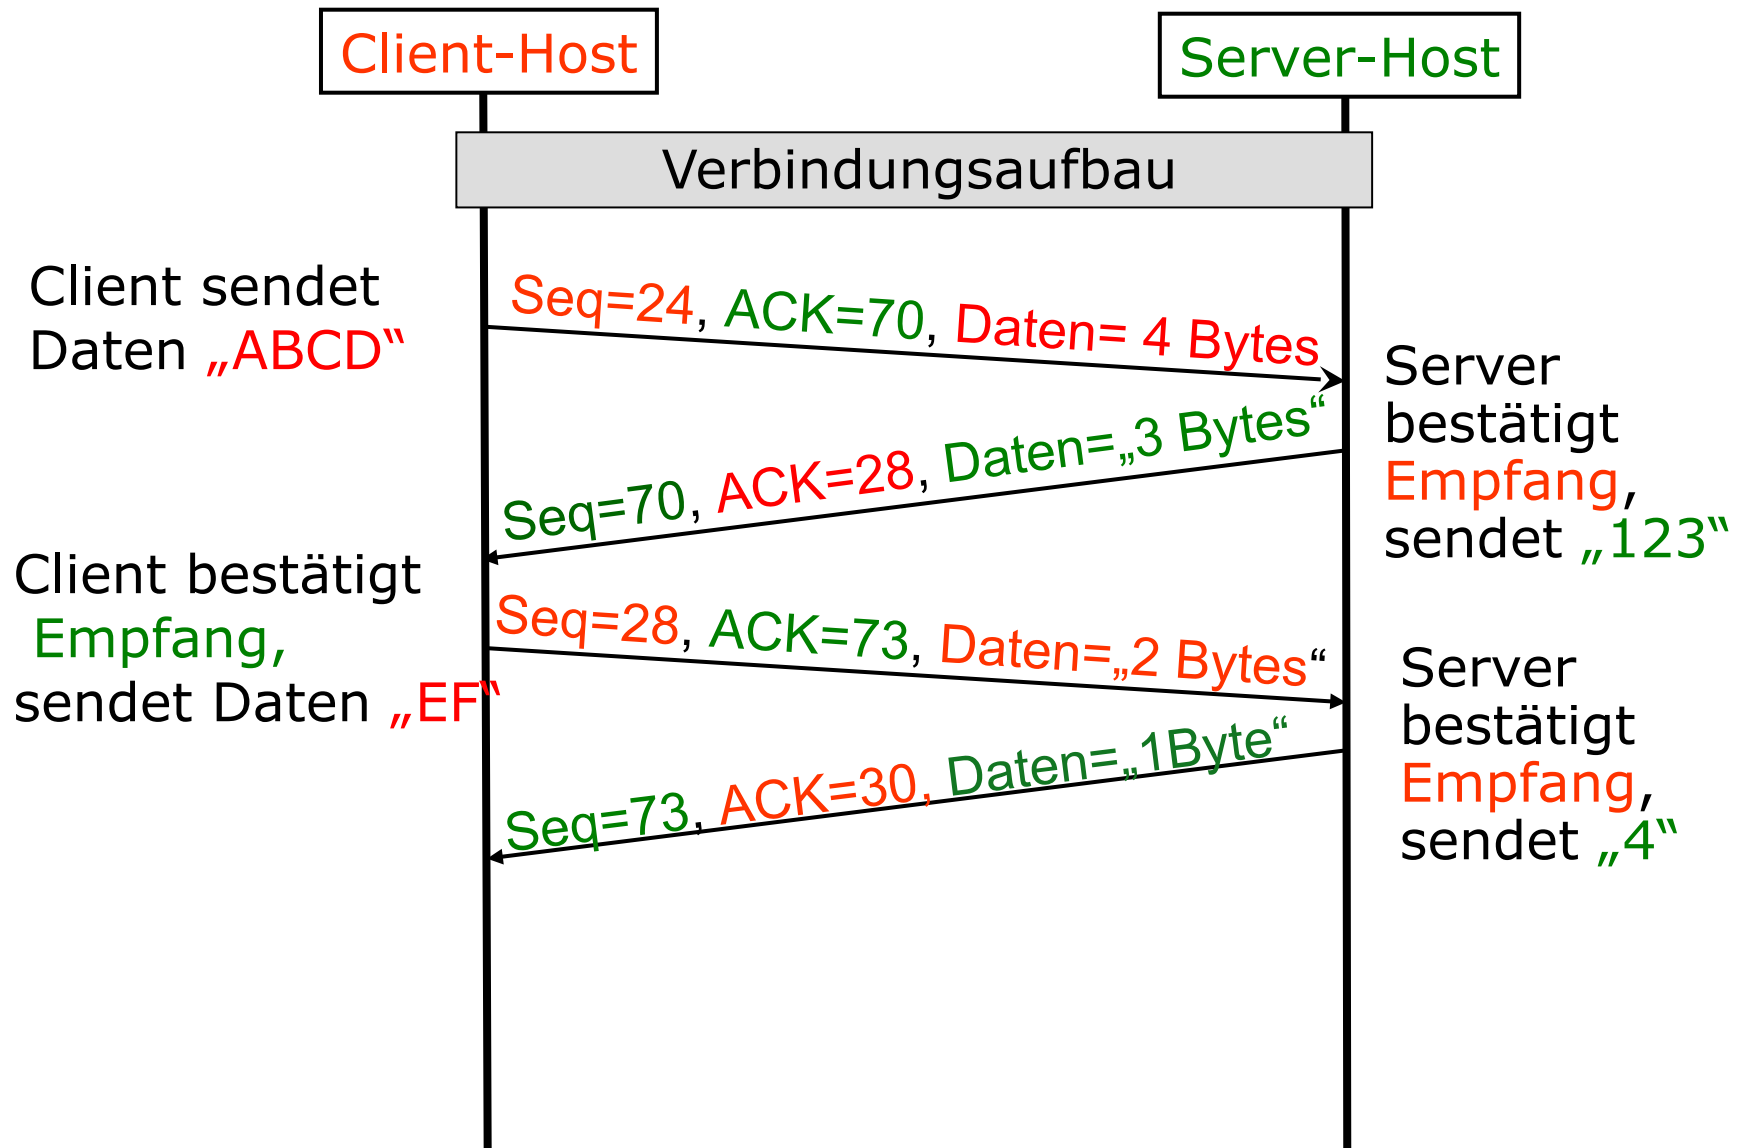 Client-Host
Server-Host
Verbindungsaufbau
Client sendet
Daten „ABCD“
Seq=24, ACK=70, Daten= 4 Bytes
Server
bestätigt
Empfang,
sendet „123“
Seq=70, ACK=28, Daten=„3 Bytes“
Client bestätigt
Empfang,
sendet Daten „EF“
Seq=28, ACK=73, Daten=„2 Bytes“
Server
bestätigt
Empfang,
sendet „4“
Seq=73, ACK=30, Daten=„1Byte“